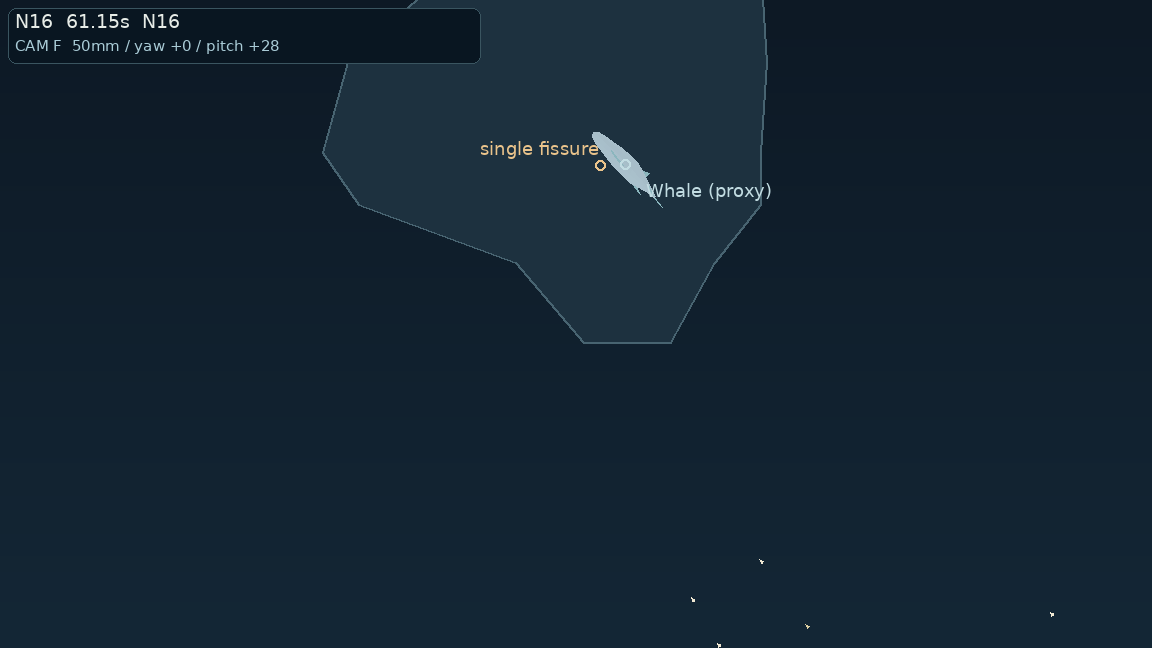 N16 61.15s N16
CAM F 50mm / yaw +0 / pitch +28
single fissure
Whale (proxy)